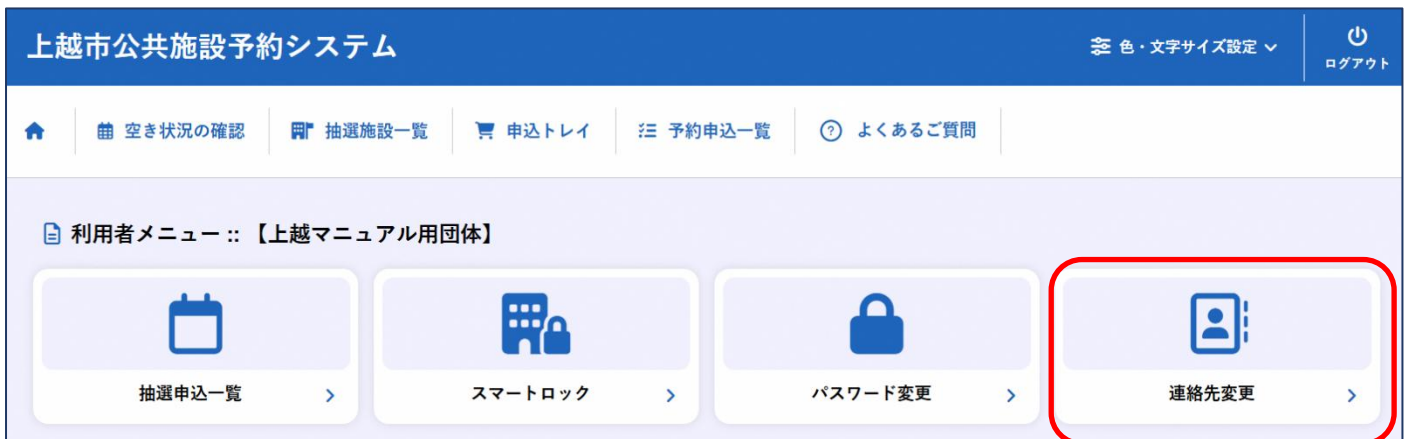 上越市公共施設予約システム
色・文字サイズ設定
ログアウト
空き状況の確認
抽選施設一覧
申込トレイ
予約申込一覧
よくあるご質問
利用者メニュー :: 【上越マニュアル用団体】
抽選申込一覧
スマートロック
パスワード変更
連絡先変更